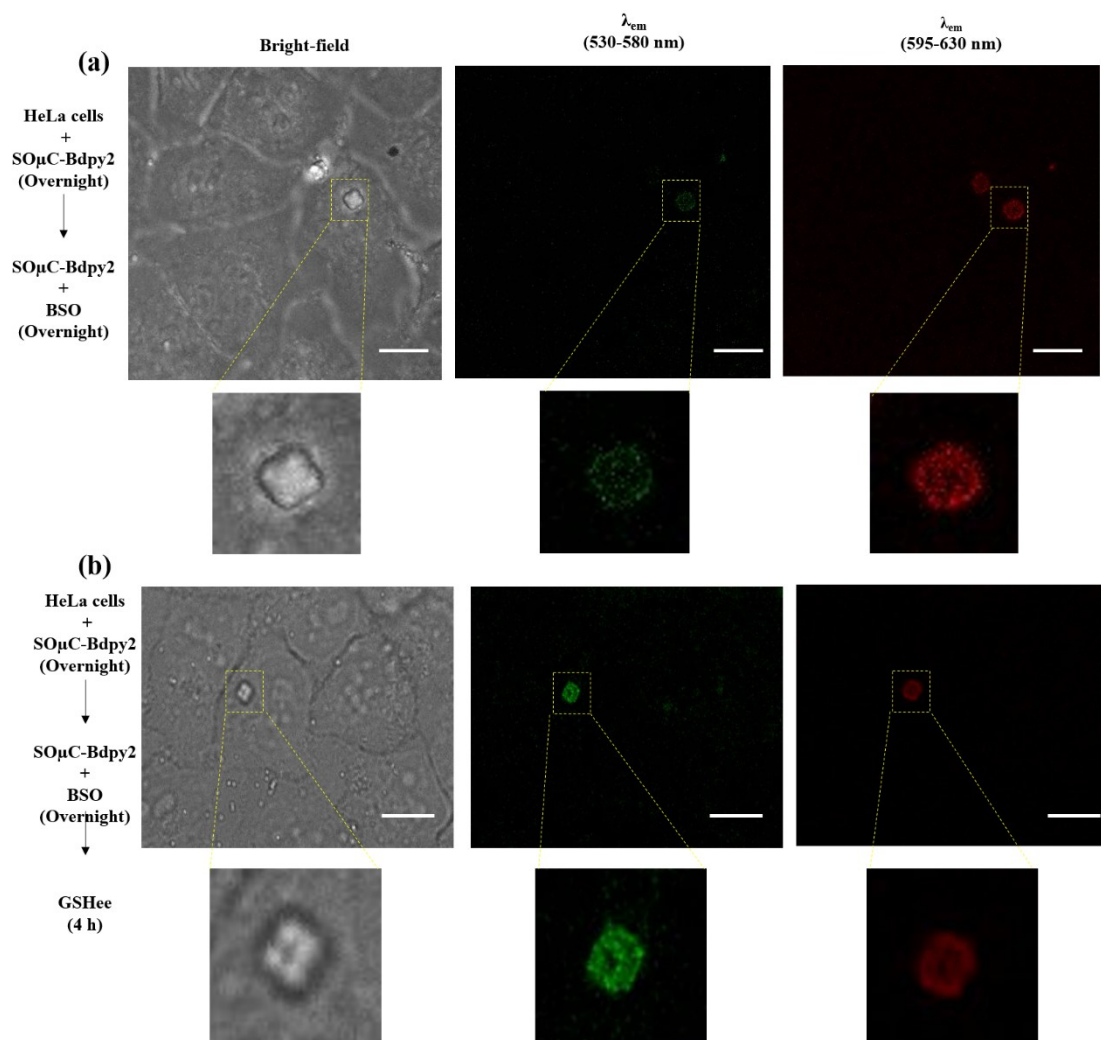 Bright-field
λem
(530-580 nm)
λem
(595-630 nm)
(a)
HeLa cells
+
SOμC-Bdpy2
(Overnight)
SOμC-Bdpy2
+
BSO
(Overnight)
(b)
HeLa cells
+
SOμC-Bdpy2
(Overnight)
SOμC-Bdpy2
+
BSO
(Overnight)
GSHee
(4 h)